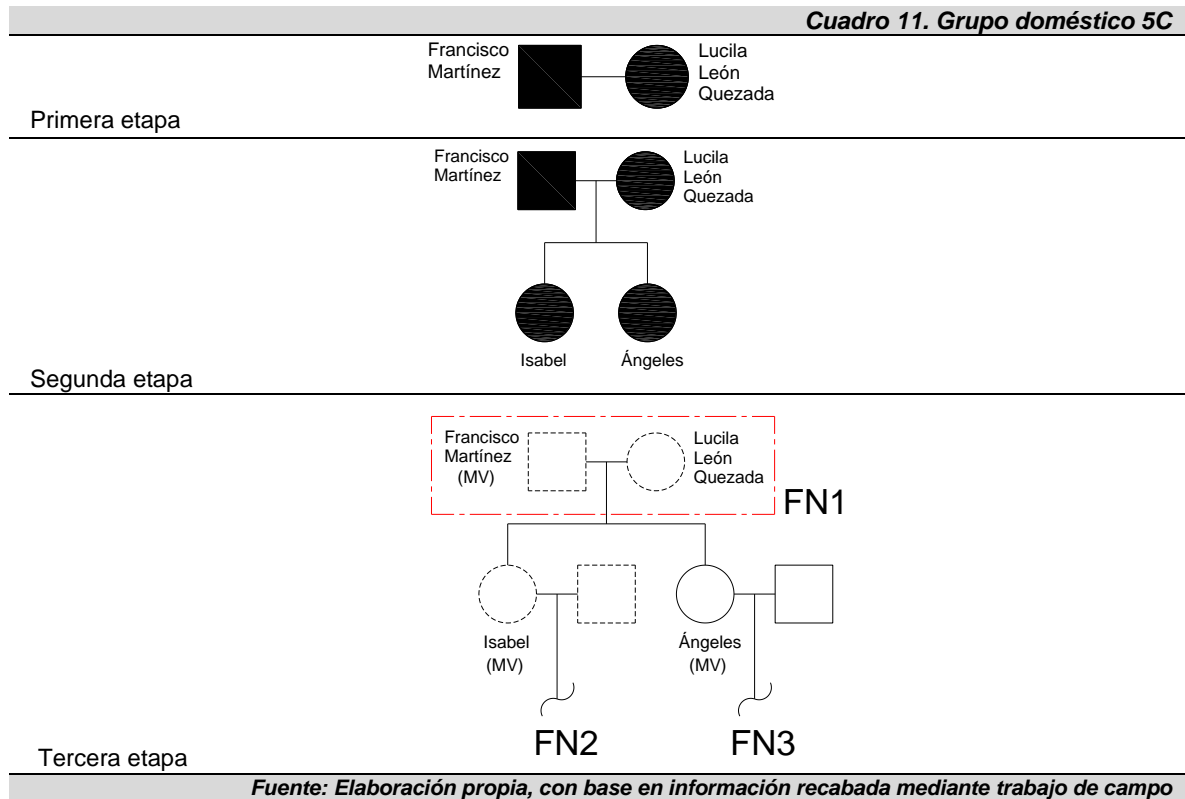 Cuadro 11. Grupo doméstico 5C
Francisco
Martínez
Lucila
León
Quezada
Primera etapa
Francisco
Martínez
Lucila
León
Quezada
Isabel
Ángeles
Segunda etapa
Francisco
Martínez
(MV)
Lucila
León
Quezada
FN1
Isabel
(MV)
Ángeles
(MV)
FN2
FN3
Tercera etapa
Fuente: Elaboración propia, con base en información recabada mediante trabajo de campo